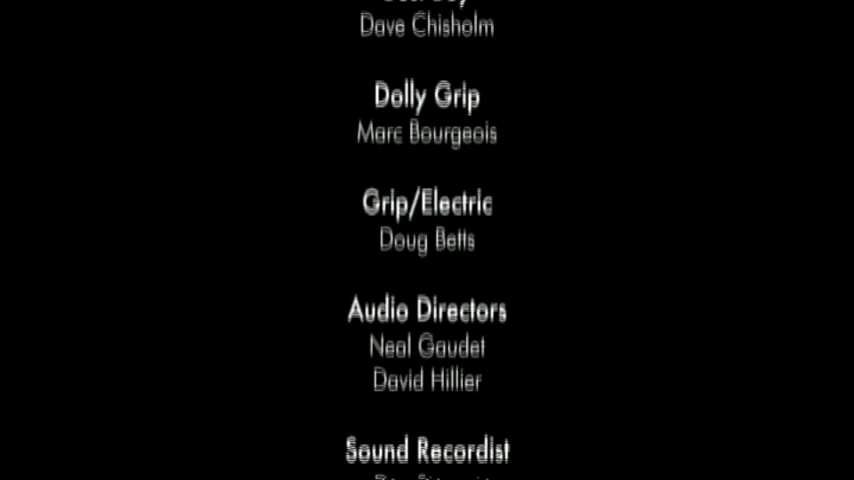 Dave Chisholm
Dolly Grip
Marc Bourgeois
Grip/Electric
Doug Betts
Audio Directors
Neal Gaudet
David Hillier
Sound Recordist